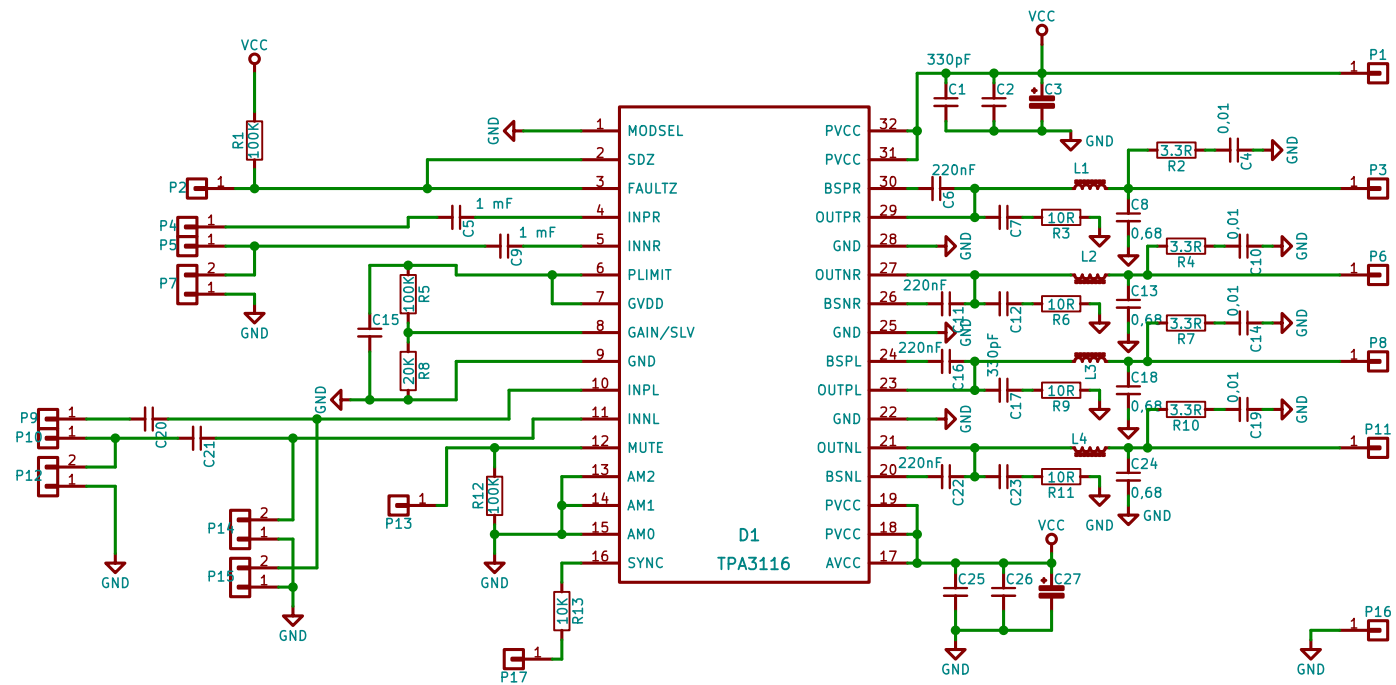 VCC
330pF
C1
C2
C3
1
P1
GND
VCC
R1
100K
1
MODSEL
GND
2
SDZ
P2
1
3
FAULTZ
P4
1
C5
1 mF
4
INPR
P5
1
C9
1 mF
5
INNR
P7
2
1
GND
6
PLIMIT
7
GVDD
C15
100K
R5
8
GAIN/SLV
20K
R8
9
GND
GND
10
INPL
P9
1
C20
11
INNL
P10
1
C21
12
MUTE
P12
2
1
GND
13
AM2
R12
100K
14
AM1
P13
1
15
AM0
GND
16
SYNC
P14
2
1
P15
2
1
GND
10K
R13
P17
1
D1
TPA3116
32
PVCC
31
PVCC
30
BSPR
29
OUTPR
28
GND
27
OUTNR
26
BSNR
25
GND
24
BSPL
23
OUTPL
22
GND
21
OUTNL
20
BSNL
19
PVCC
18
PVCC
17
AVCC
220nF
C6
L1
3.3R
R2
0,01
C4
GND
1
P3
C7
10R
R3
C8
0,68
GND
L2
3.3R
R4
0,01
C10
GND
1
P6
220nF
C11
GND
C12
10R
R6
C13
0,68
3.3R
R7
0,01
C14
GND
220nF
C16
330pF
L3
1
P8
C17
10R
R9
C18
0,68
3.3R
R10
0,01
C19
GND
GND
L4
1
P11
220nF
C22
C23
10R
R11
GND
C24
0,68
GND
VCC
C25
C26
C27
GND
1
P16
GND